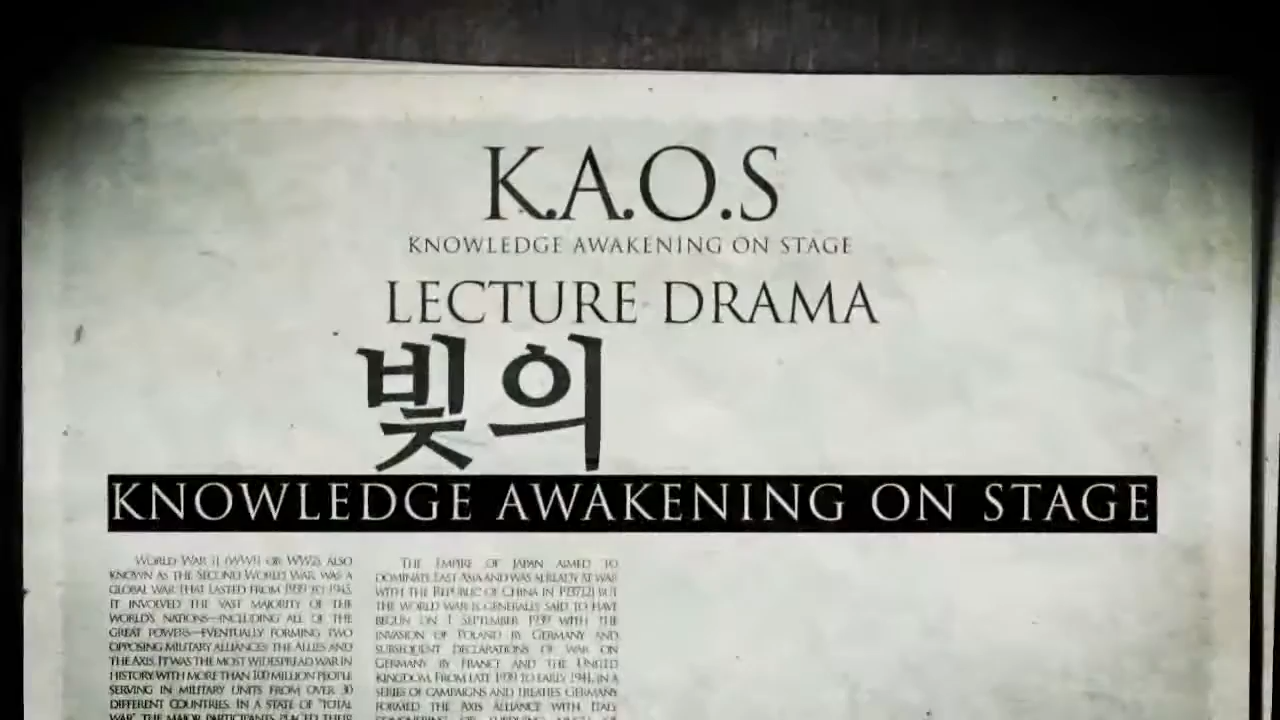 K.A.O.S
KNOWLEDGE AWAKENING ON STAGE
LECTURE DRAMA
빛의
KNOWLEDGE AWAKENING ON STAGE
WORLD WAR II (WWII OR WW2), ALSO
KNOWN AS THE SECOND WORLD WAR, WAS A
GLOBAL WAR THAT LASTED FROM 1939 TO 1945.
IT INVOLVED THE VAST MAJORITY OF THE
WORLD'S NATIONS—INCLUDING ALL OF THE
GREAT POWERS—EVENTUALLY FORMING TWO
OPPOSING MILITARY ALLIANCES: THE ALLIES AND
THE AXIS. IT WAS THE MOST WIDESPREAD WAR IN
HISTORY, WITH MORE THAN 100 MILLION PEOPLE
SERVING IN MILITARY UNITS FROM OVER 30
DIFFERENT COUNTRIES. IN A STATE OF "TOTAL
WAR", THE MAJOR PARTICIPANTS PLACED THEIR
THE EMPIRE OF JAPAN AIMED TO
DOMINATE EAST ASIA AND WAS ALREADY AT WAR
WITH THE REPUBLIC OF CHINA IN 1937,[2] BUT
THE WORLD WAR IS GENERALLY SAID TO HAVE
BEGUN ON 1 SEPTEMBER 1939 WITH THE
INVASION OF POLAND BY GERMANY AND
SUBSEQUENT DECLARATIONS OF WAR ON
GERMANY BY FRANCE AND THE UNITED
KINGDOM. FROM LATE 1939 TO EARLY 1941, IN A
SERIES OF CAMPAIGNS AND TREATIES, GERMANY
FORMED THE AXIS ALLIANCE WITH ITALY,